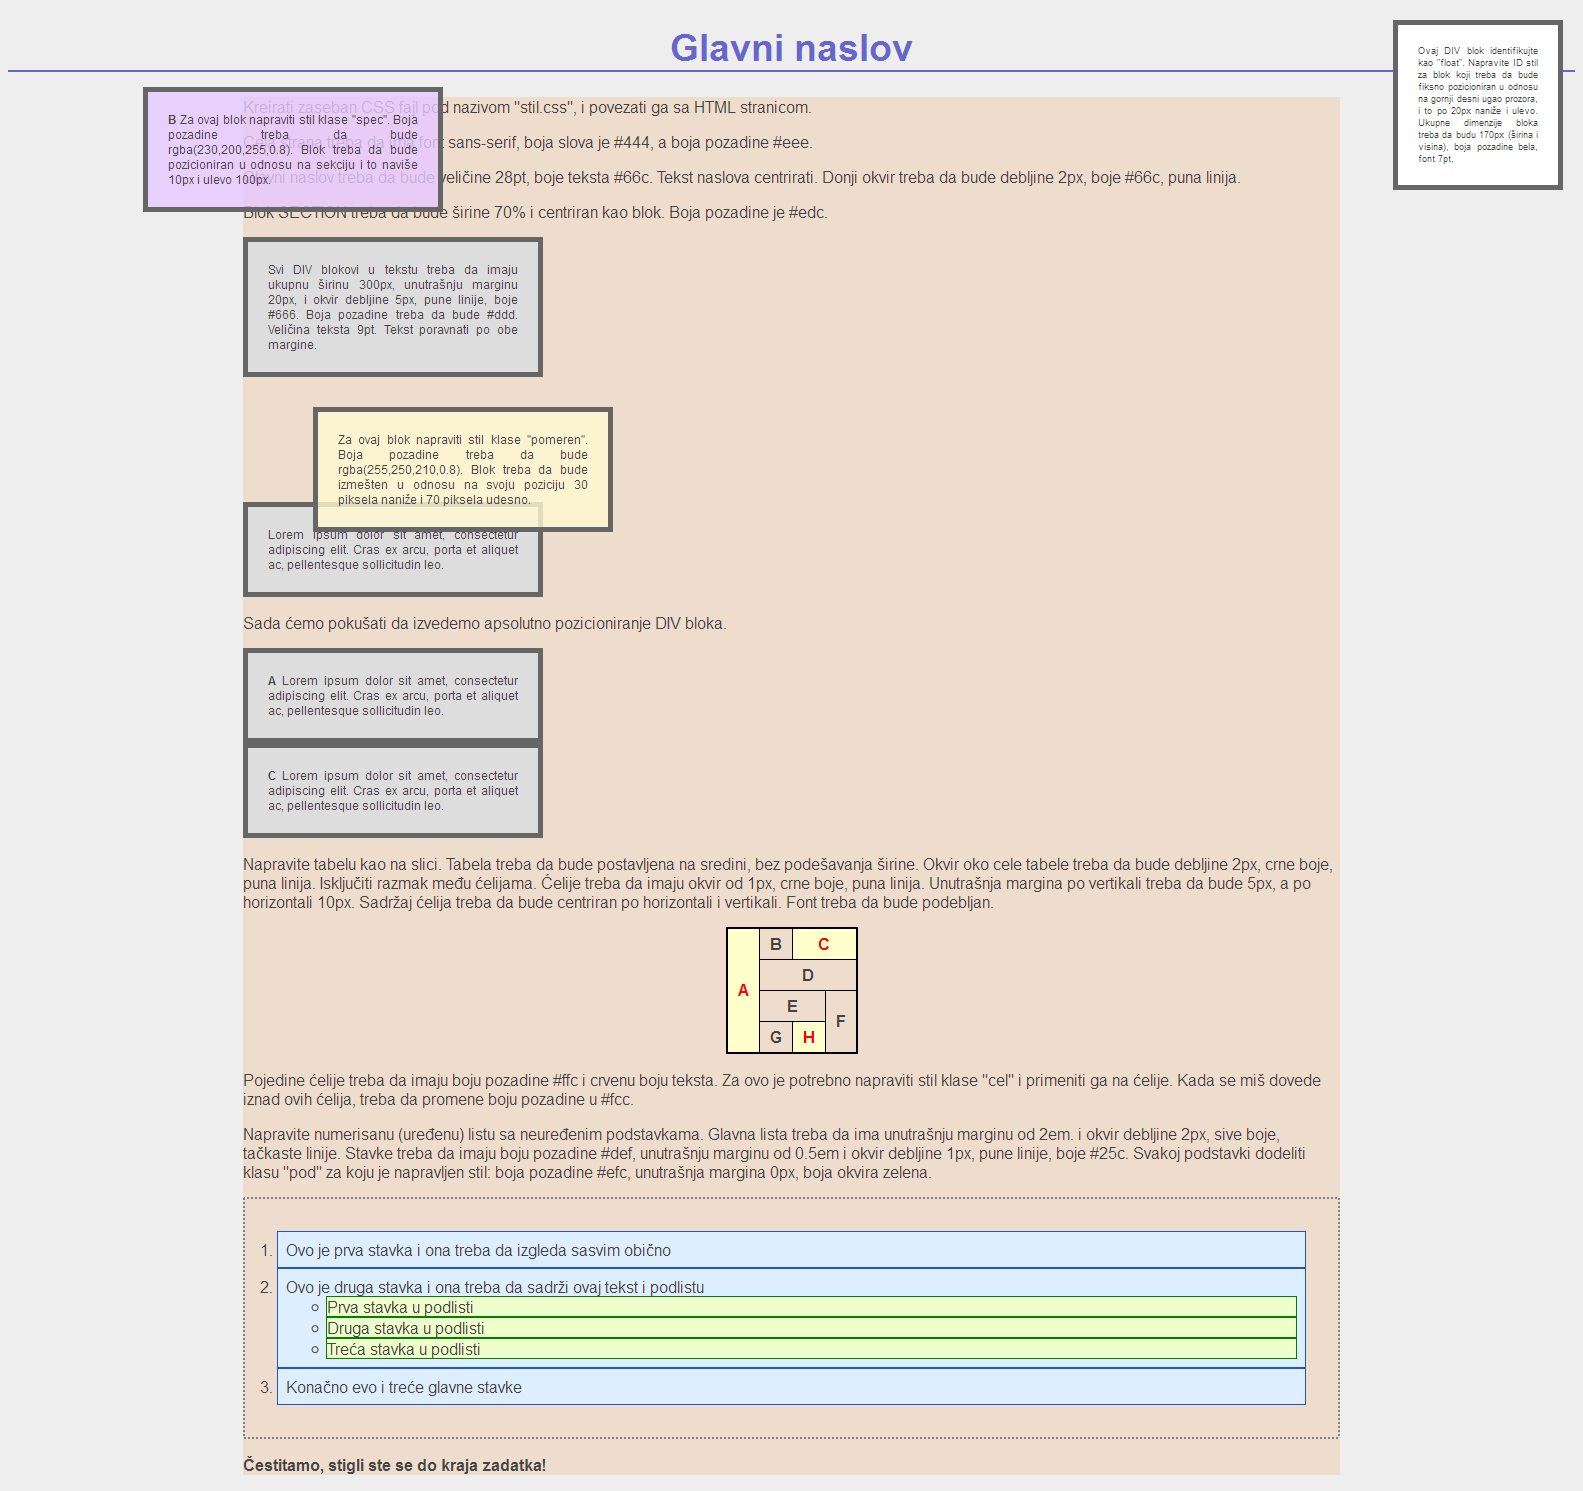 Glavni naslov
Ovaj DIV blok identifikujte
kao "float". Napravite ID stil
za blok koji treba da bude
fiksno pozicioniran u odnosu
na gornji desni ugao prozora,
i to po 20px naniže i ulevo.
Ukupne dimenzije bloka
treba da budu 170px (širina i
visina), boja pozadine bela,
font 7pt.
Kreirati zaseban CSS fajl pod nazivom "stil.css", i povezati ga sa HTML stranicom.
B Za ovaj blok napraviti stil klase "spec". Boja
pozadine treba da bude
rgba(230,200,255,0.8). Blok treba da bude
pozicioniran u odnosu na sekciju i to naviše
10px i ulevo 100px.
Cela strana treba da ima font sans-serif, boja slova je #444, a boja pozadine #eee.
Glavni naslov treba da bude veličine 28pt, boje teksta #66c. Tekst naslova centrirati. Donji okvir treba da bude debljine 2px, boje #66c, puna linija.
Blok SECTION treba da bude širine 70% i centriran kao blok. Boja pozadine je #edc.
Svi DIV blokovi u tekstu treba da imaju
ukupnu širinu 300px, unutrašnju marginu
20px, i okvir debljine 5px, pune linije, boje
#666. Boja pozadine treba da bude #ddd.
Veličina teksta 9pt. Tekst poravnati po obe
margine.
Za ovaj blok napraviti stil klase "pomeren".
Boja pozadine treba da bude
rgba(255,250,210,0.8). Blok treba da bude
izmešten u odnosu na svoju poziciju 30
piksela naniže i 70 piksela udesno.
Lorem ipsum dolor sit amet, consectetur
adipiscing elit. Cras ex arcu, porta et aliquet
ac, pellentesque sollicitudin leo.
Sada ćemo pokušati da izvedemo apsolutno pozicioniranje DIV bloka.
A Lorem ipsum dolor sit amet, consectetur
adipiscing elit. Cras ex arcu, porta et aliquet
ac, pellentesque sollicitudin leo.
C Lorem ipsum dolor sit amet, consectetur
adipiscing elit. Cras ex arcu, porta et aliquet
ac, pellentesque sollicitudin leo.
Napravite tabelu kao na slici. Tabela treba da bude postavljena na sredini, bez podešavanja širine. Okvir oko cele tabele treba da bude debljine 2px, crne boje,
puna linija. Isključiti razmak među ćelijama. Ćelije treba da imaju okvir od 1px, crne boje, puna linija. Unutrašnja margina po vertikali treba da bude 5px, a po
horizontali 10px. Sadržaj ćelija treba da bude centriran po horizontali i vertikali. Font treba da bude podebljan.
B C
D
A
E
F
G H
Pojedine ćelije treba da imaju boju pozadine #ffc i crvenu boju teksta. Za ovo je potrebno napraviti stil klase "cel" i primeniti ga na ćelije. Kada se miš dovede
iznad ovih ćelija, treba da promene boju pozadine u #fcc.
Napravite numerisanu (uređenu) listu sa neuređenim podstavkama. Glavna lista treba da ima unutrašnju marginu od 2em. i okvir debljine 2px, sive boje,
tačkaste linije. Stavke treba da imaju boju pozadine #def, unutrašnju marginu od 0.5em i okvir debljine 1px, pune linije, boje #25c. Svakoj podstavki dodeliti
klasu "pod" za koju je napravljen stil: boja pozadine #efc, unutrašnja margina 0px, boja okvira zelena.
1. Ovo je prva stavka i ona treba da izgleda sasvim obično
2. Ovo je druga stavka i ona treba da sadrži ovaj tekst i podlistu
Prva stavka u podlisti
Druga stavka u podlisti
Treća stavka u podlisti
3. Konačno evo i treće glavne stavke
Čestitamo, stigli ste se do kraja zadatka!